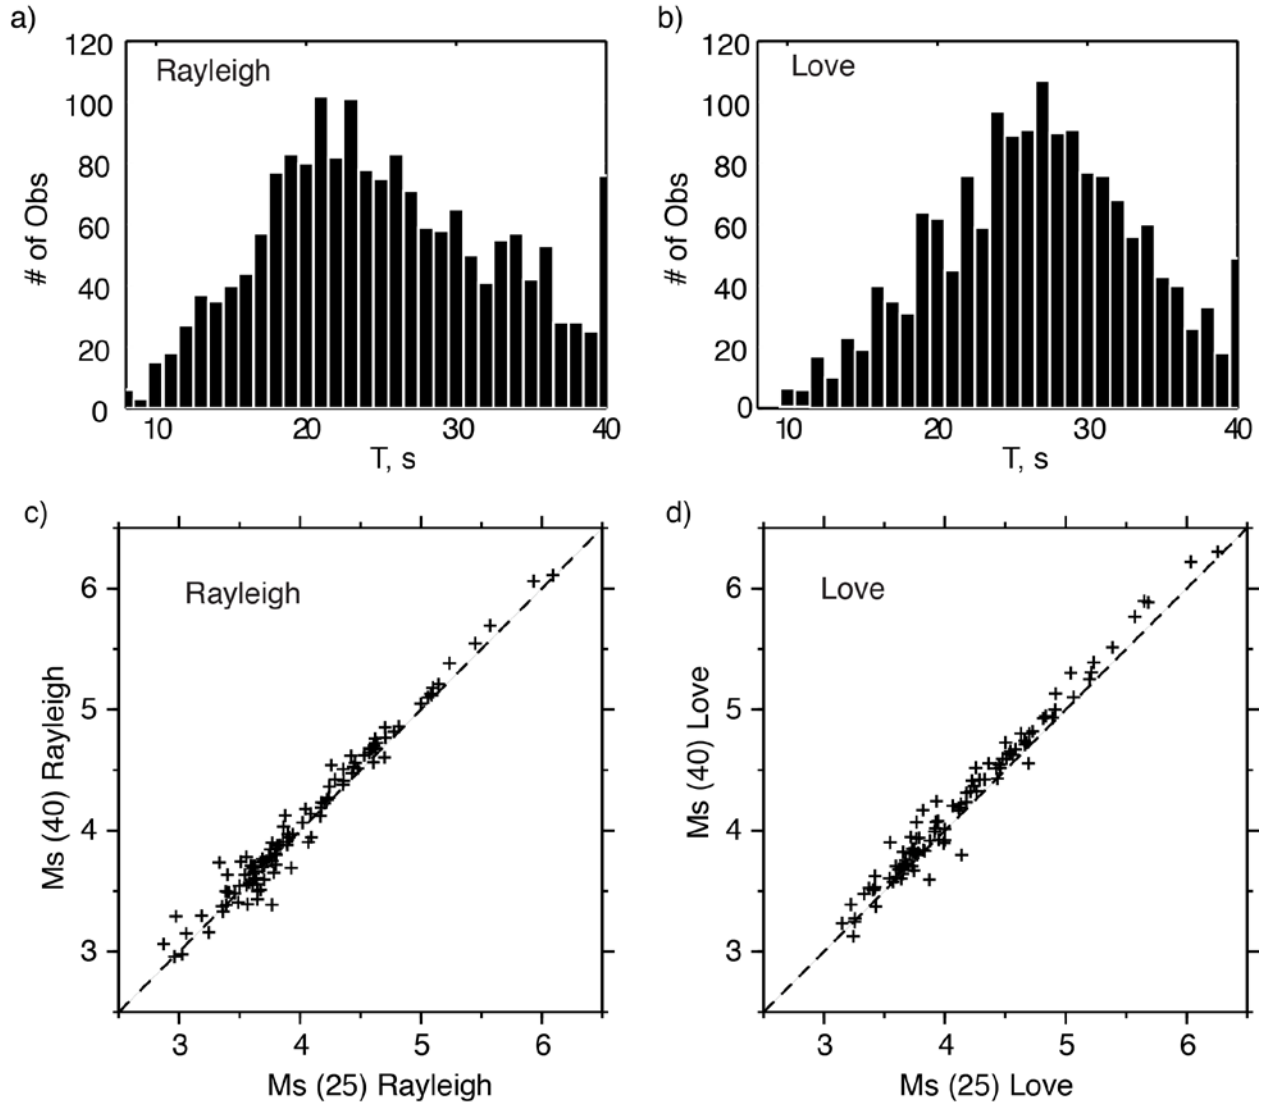 a)
Rayleigh
120
100
80
60
40
20
0
# of Obs
10 20 30 40
T, s
b)
Love
120
100
80
60
40
20
0
# of Obs
10 20 30 40
T, s
c)
Rayleigh
6
5
4
3
Ms (40) Rayleigh
3 4 5 6
Ms (25) Rayleigh
d)
Love
6
5
4
3
Ms (40) Love
3 4 5 6
Ms (25) Love